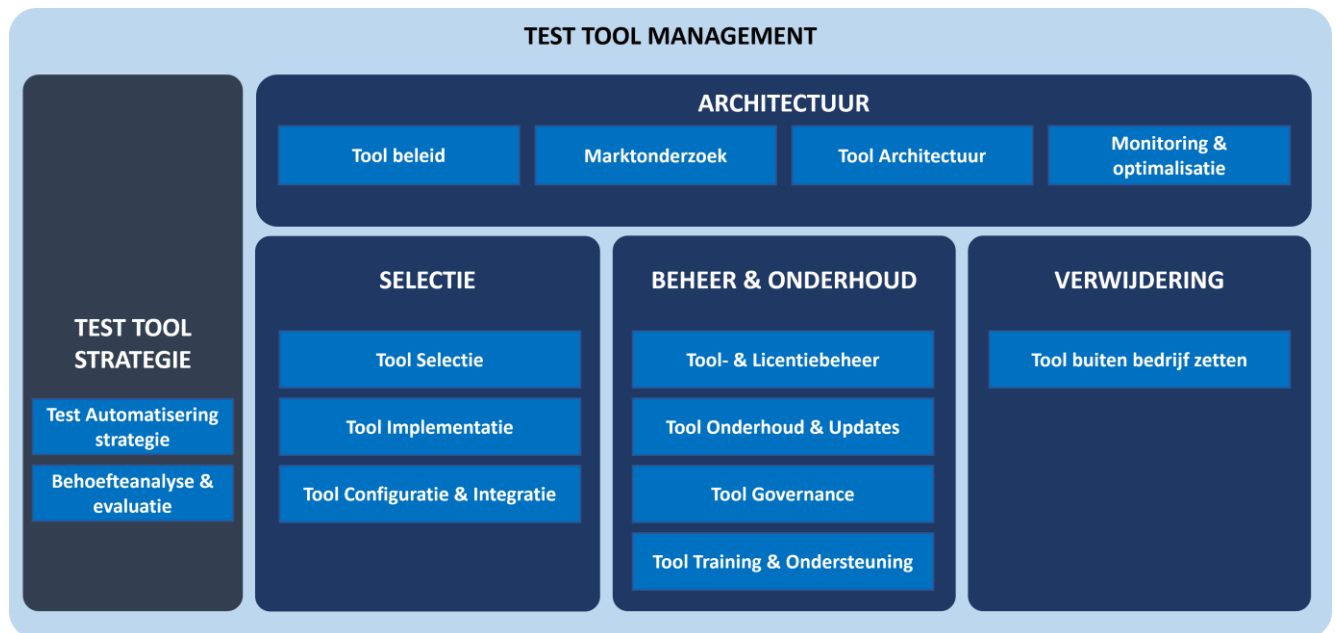 TEST TOOL MANAGEMENT
TEST TOOL
STRATEGIE
Test Automatisering
strategie
Behoefteanalyse &
evaluatie
ARCHITECTUUR
Tool beleid
Marktonderzoek
Tool Architectuur
Monitoring &
optimalisatie
SELECTIE
Tool Selectie
Tool Implementatie
Tool Configuratie & Integratie
BEHEER & ONDERHOUD
Tool- & Licentiebeheer
Tool Onderhoud & Updates
Tool Governance
Tool Training & Ondersteuning
VERWIJDERING
Tool buiten bedrijf zetten